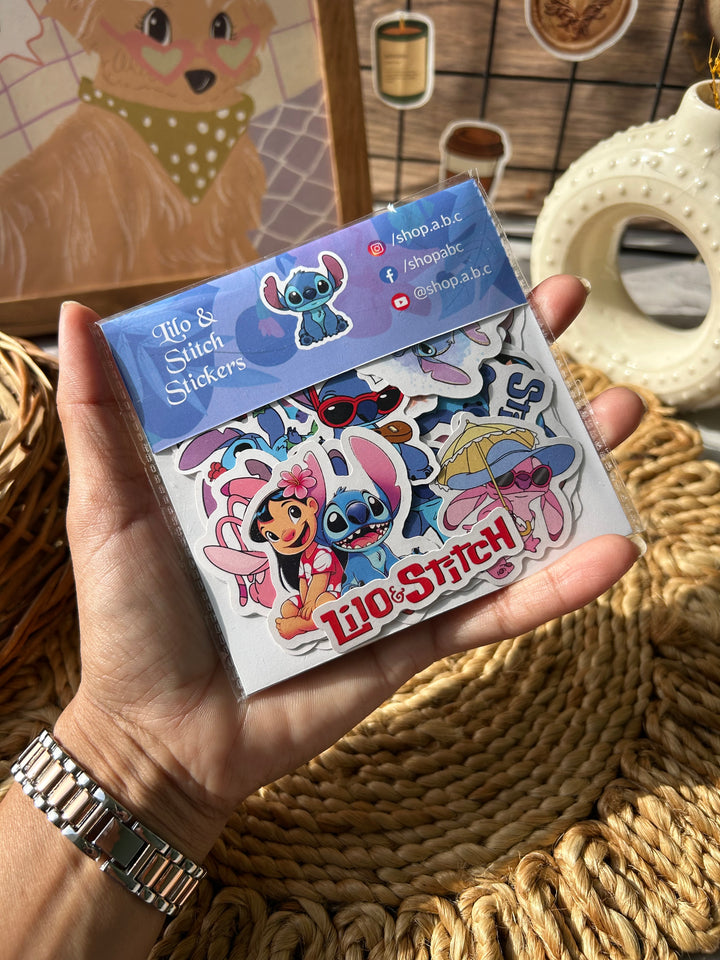 Lilo &
Stitch
Stickers
/shop.a.b.c
/shopabc
@shop.a.b.c
Lilo & Stitch